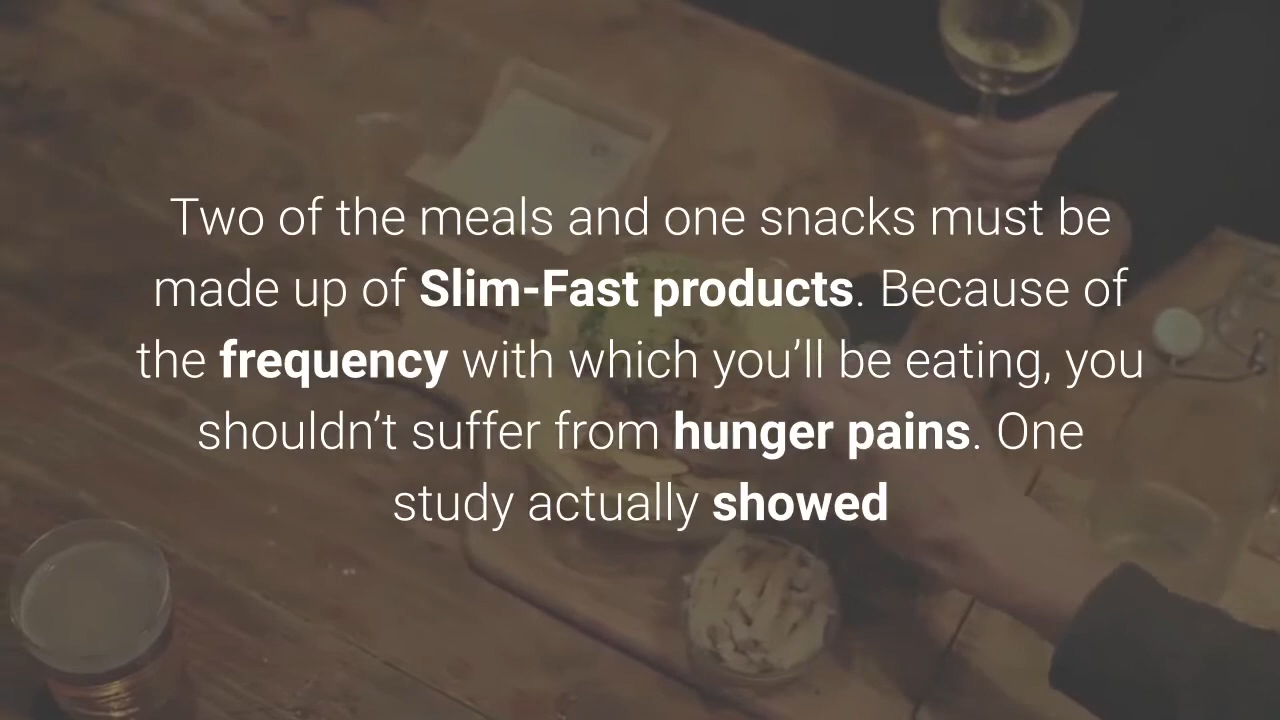 Two of the meals and one snacks must be
made up of Slim-Fast products. Because of
the frequency with which you’ll be eating, you
shouldn’t suffer from hunger pains. One
study actually showed